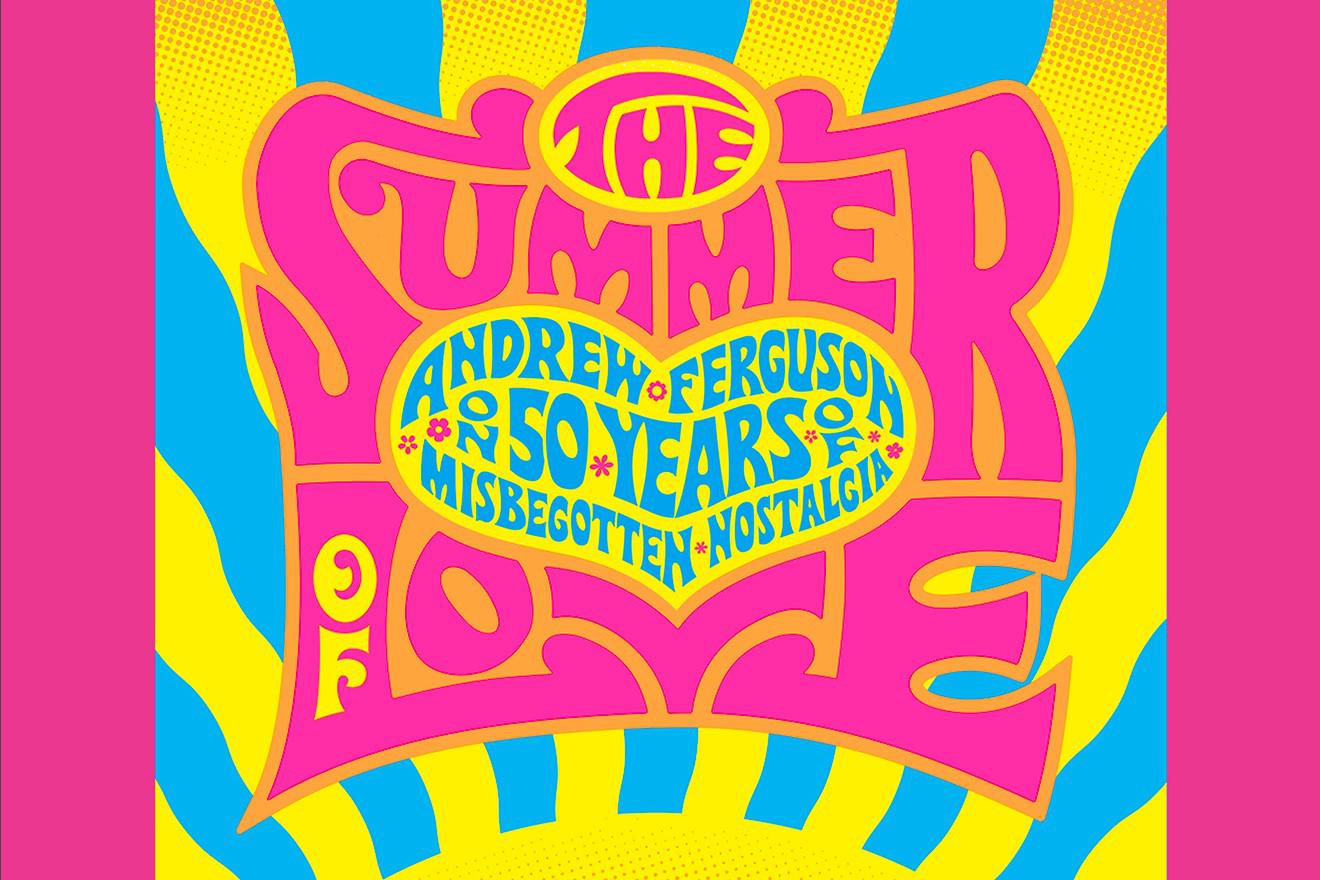 THE
SUMMER
ANDREW FERGUSON
ON 50 YEARS OF
MISBEGOTTEN NOSTALGIA
OF
LOVE